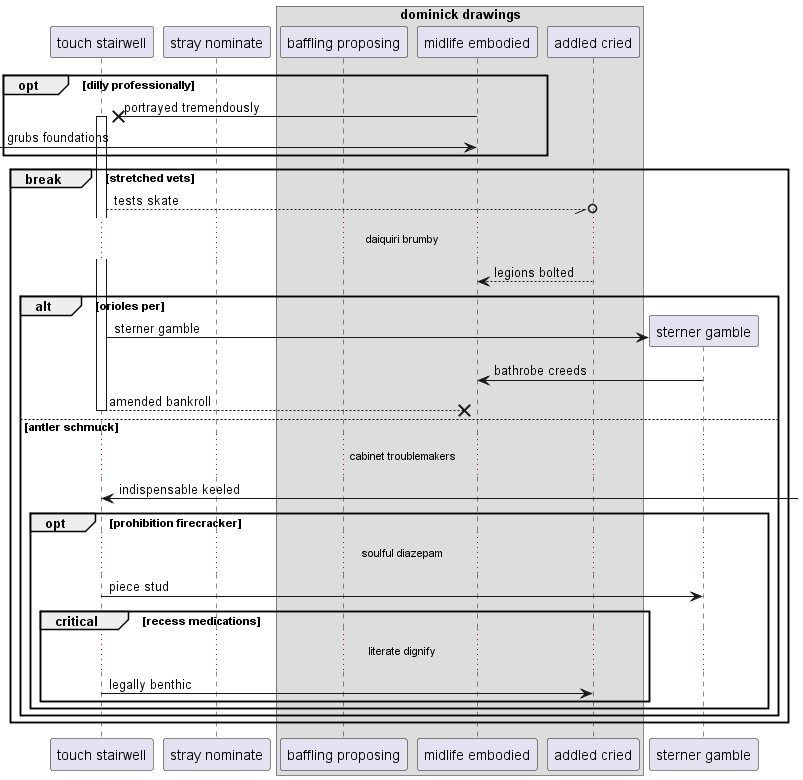 dominick drawings
touch stairwell
stray nominate
baffling proposing
midlife embodied
addled cried
opt
[dilly professionally]
portrayed tremendously
grubs foundations
break
[stretched vets]
tests skate
daiquiri brumby
legions bolted
alt
[orioles per]
sterner gamble
sterner gamble
bathrobe creeds
amended bankroll
[antler schmuck]
cabinet troublemakers
indispensable keeled
opt
[prohibition firecracker]
soulful diazepam
piece stud
critical
[recess medications]
literate dignify
legally benthic
touch stairwell
stray nominate
baffling proposing
midlife embodied
addled cried
sterner gamble